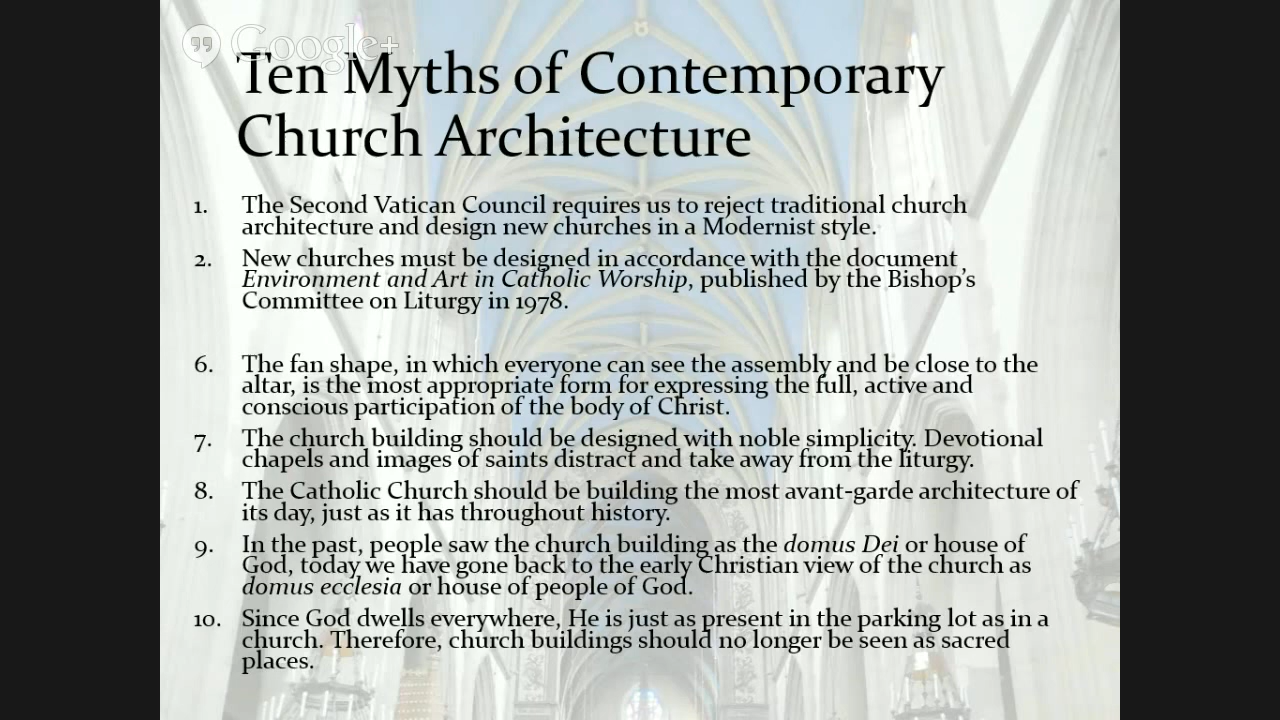 Google+
Ten Myths of Contemporary
Church Architecture
1. The Second Vatican Council requires us to reject traditional church
architecture and design new churches in a Modernist style.
2. New churches must be designed in accordance with the document
Environment and Art in Catholic Worship, published by the Bishop's
Committee on Liturgy in 1978.
6. The fan shape, in which everyone can see the assembly and be close to the
altar, is the most appropriate form for expressing the full, active and
conscious participation of the body of Christ.
7. The church building should be designed with noble simplicity. Devotional
chapels and images of saints distract and take away from the liturgy.
8. The Catholic Church should be building the most avant-garde architecture of
its day, just as it has throughout history.
9. In the past, people saw the church building as the domus Dei or house of
God, today we have gone back to the early Christian view of the church as
domus ecclesia or house of people of God.
10. Since God dwells everywhere, He is just as present in the parking lot as in a
church. Therefore, church buildings should no longer be seen as sacred
places.